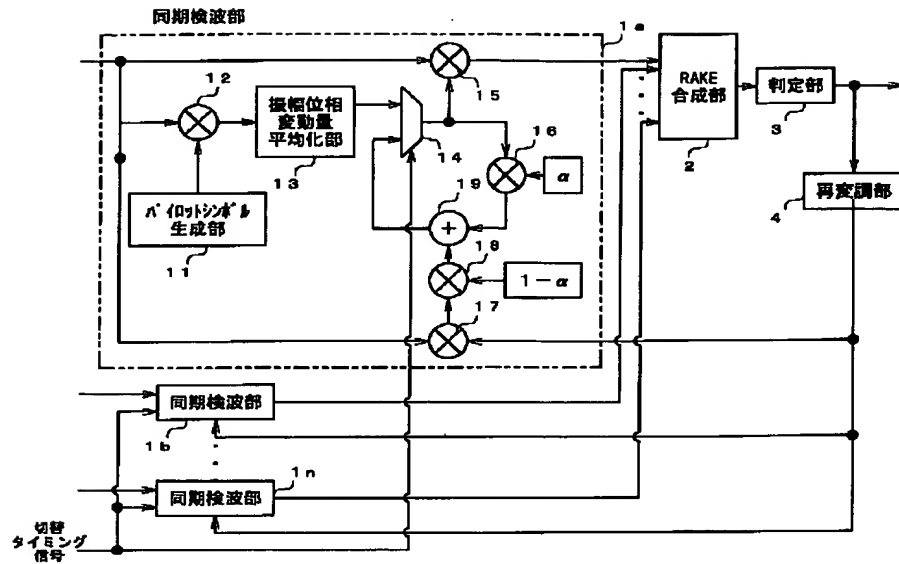 同期検波部
1a
12
15
RAKE
合成部
2
判定部
3
振幅位相
変動量
平均化部
13
14
16
α
19
再変調部
4
パイロットシンボル
生成部
11
+
18
1-α
17
同期検波部
1b
1n
同期検波部
切替
タイミング
信号